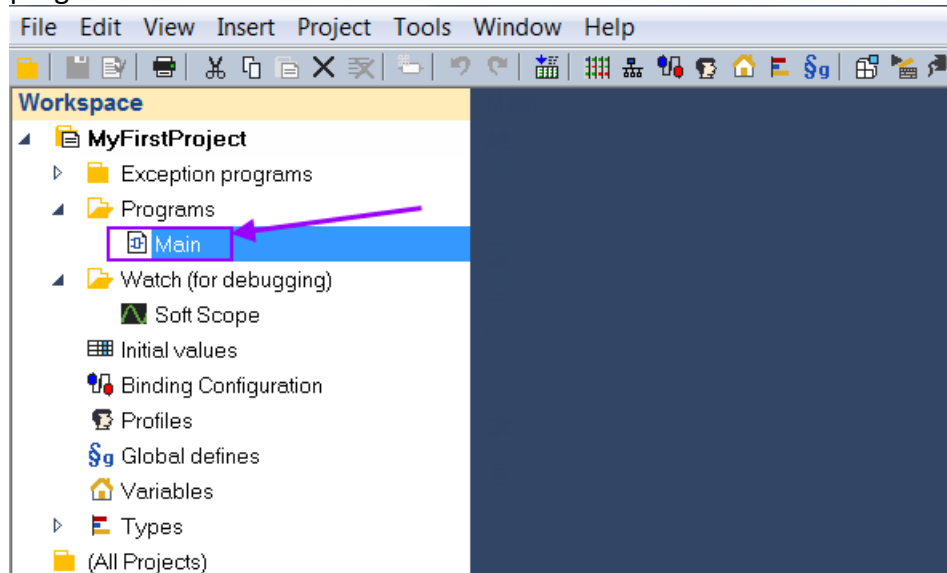 File Edit View Insert Project Tools Window Help
§g
Workspace
MyFirstProject
Exception programs
Programs
Main
Watch (for debugging)
Soft Scope
Initial values
Binding Configuration
Profiles
§g Global defines
Variables
Types
(All Projects)